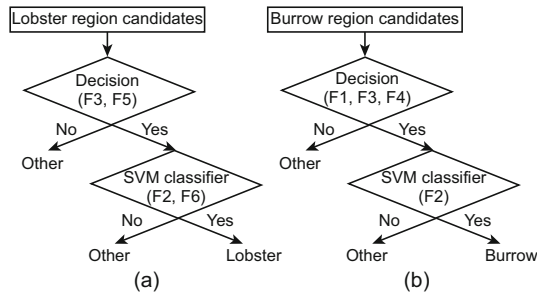 Lobster region candidates
Decision
(F3, F5)
No
Yes
Other
SVM classifier
(F2, F6)
No
Yes
Other
Lobster
(a)
Burrow region candidates
Decision
(F1, F3, F4)
No
Yes
Other
SVM classifier
(F2)
No
Yes
Other
Burrow
(b)